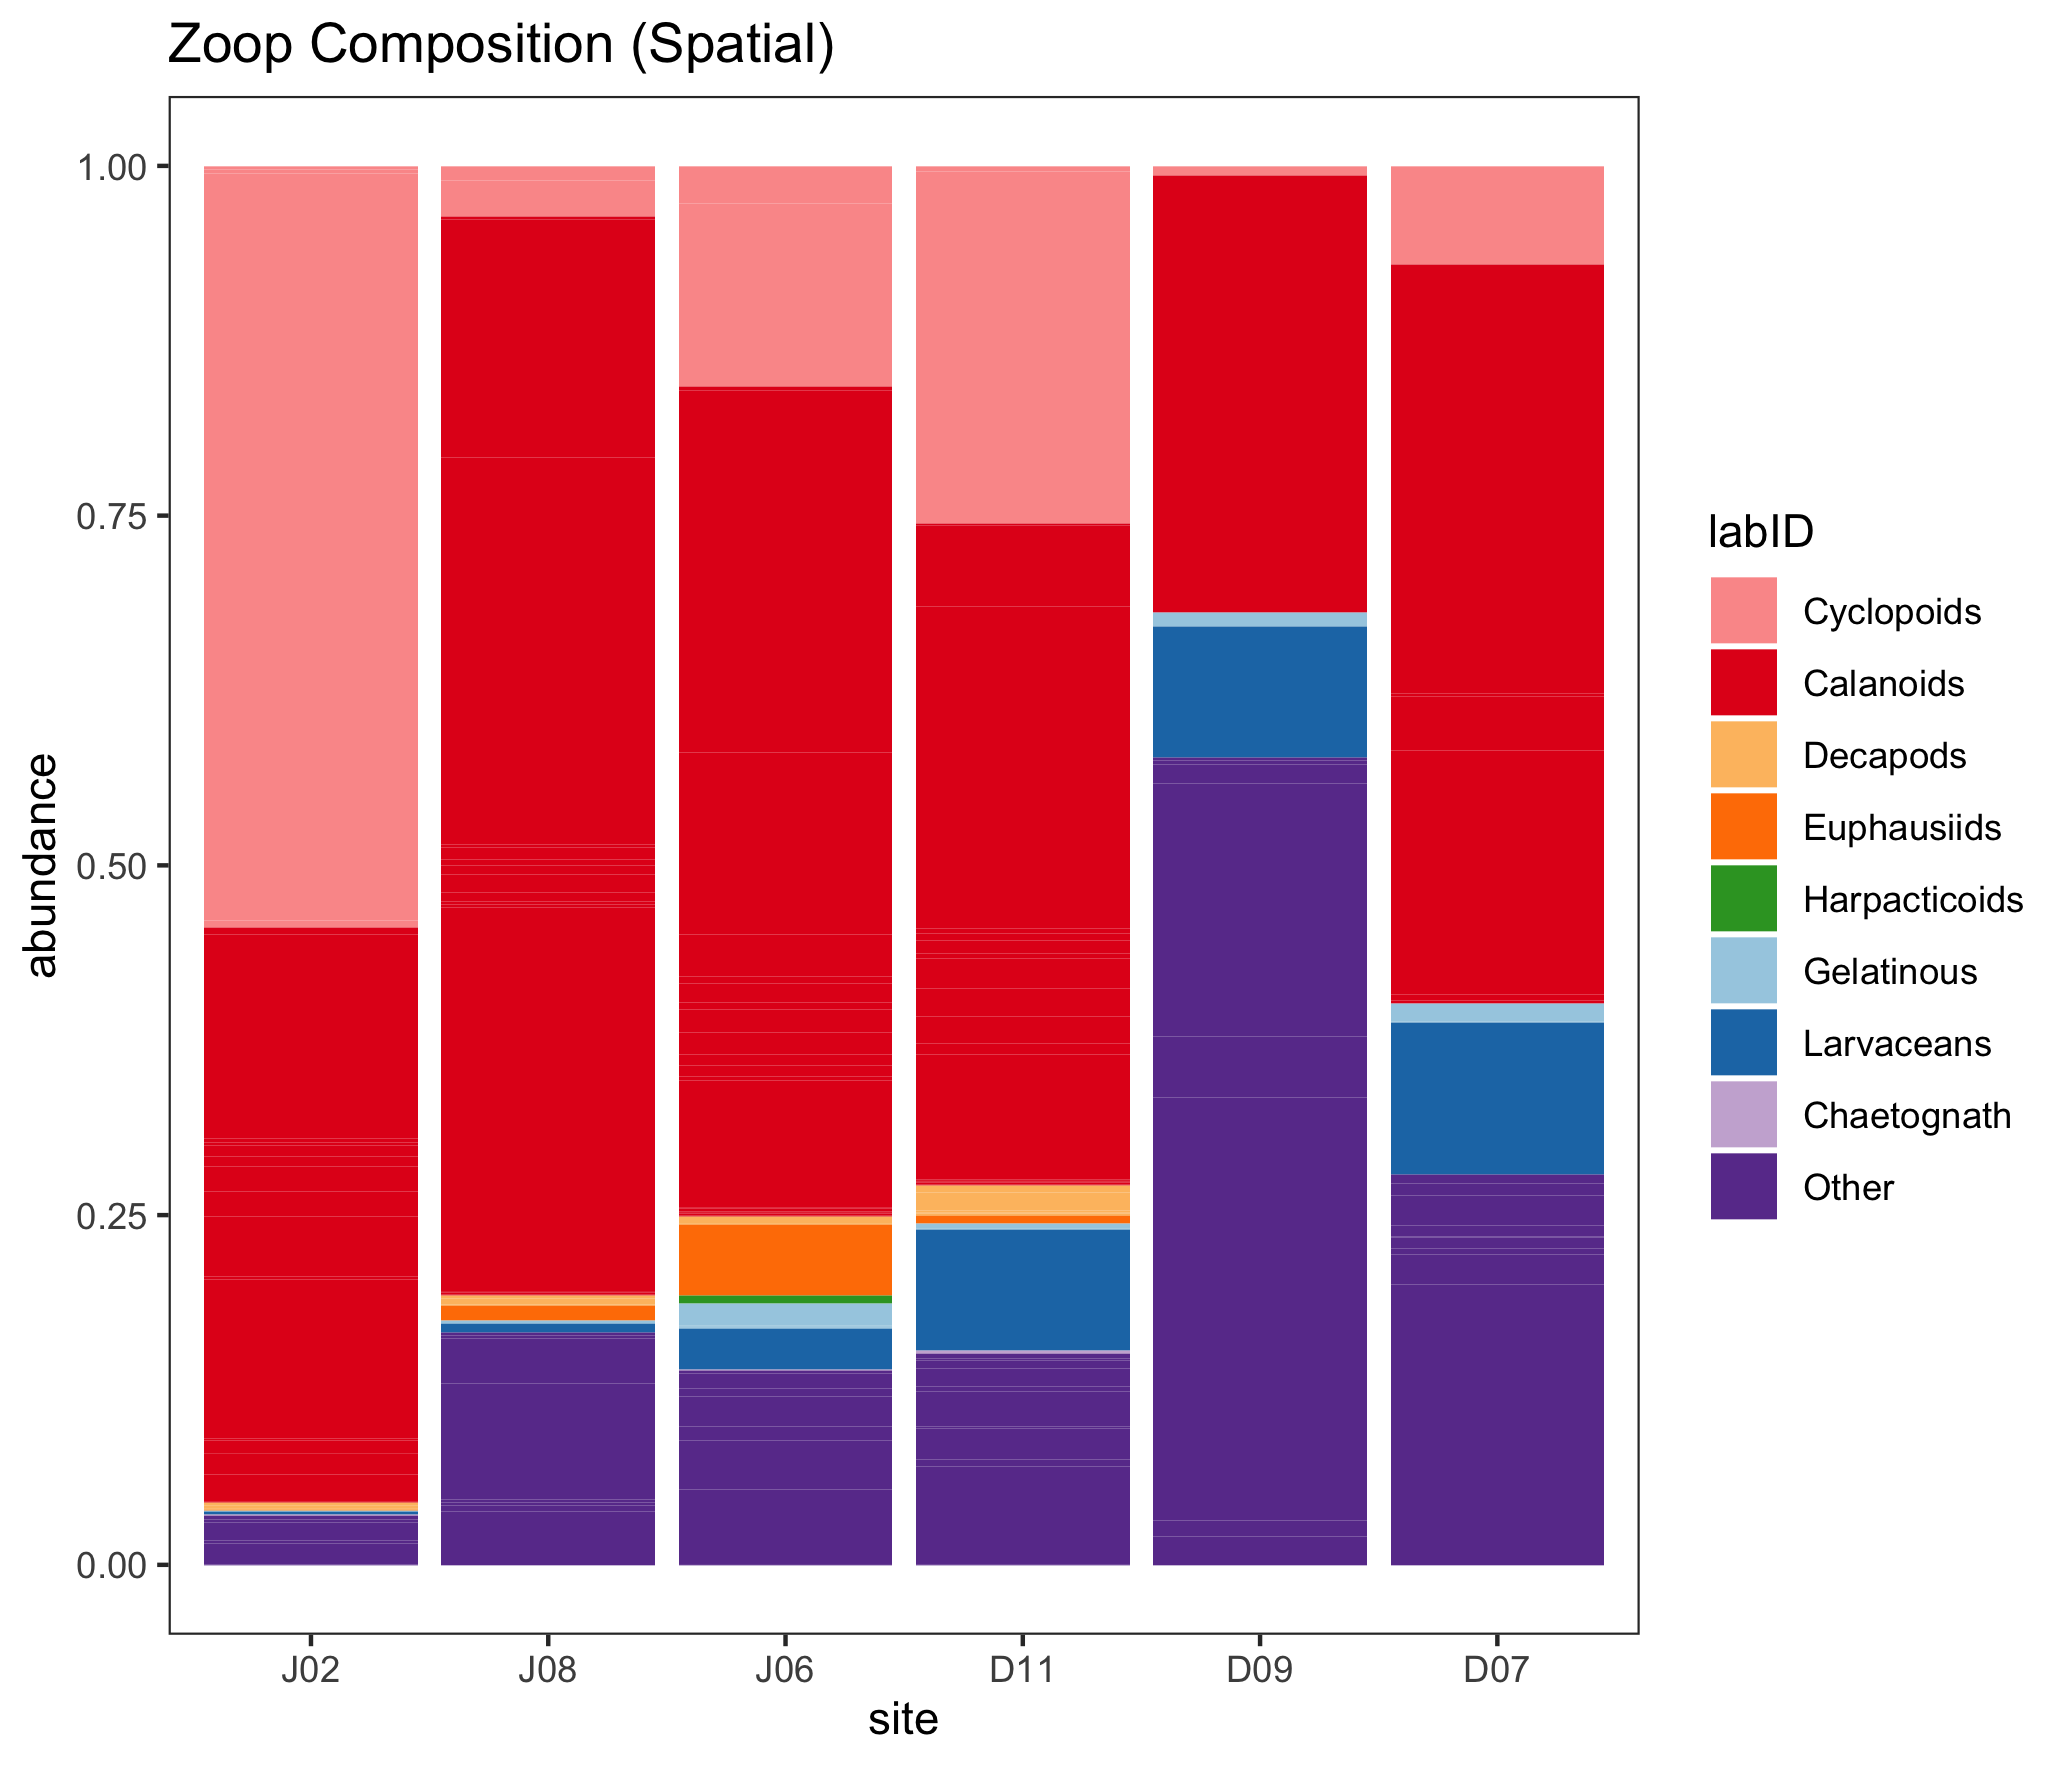 Zoop Composition (Spatial)
abundance
1.00
0.75
0.50
0.25
0.00
J02 J08 J06 D11 D09 D07
site
labID
Cyclopoids
Calanoids
Decapods
Euphausiids
Harpacticoids
Gelatinous
Larvaceans
Chaetognath
Other